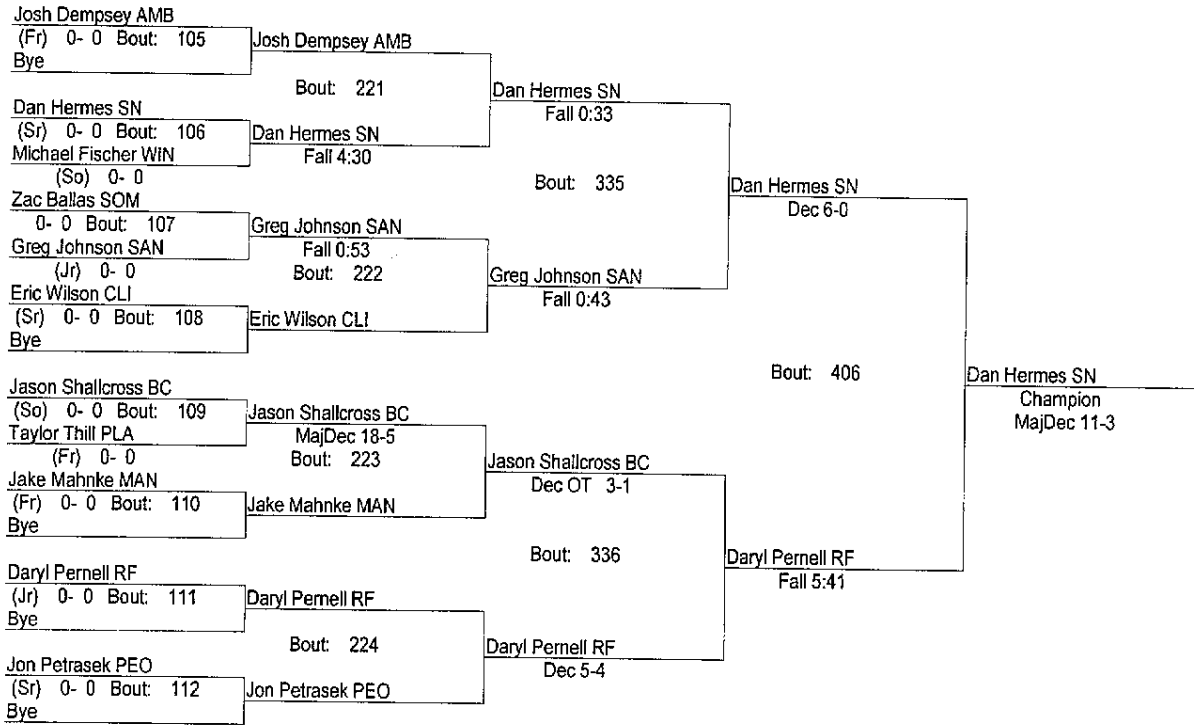 Josh Dempsey AMB
(Fr) 0- 0 Bout: 105
Bye
Josh Dempsey AMB
Bout: 221
Dan Hermes SN
(Sr) 0- 0 Bout: 106
Michael Fischer WIN
(So) 0- 0
Dan Hermes SN
Fall 4:30
Dan Hermes SN
Fall 0:33
Bout: 335
Zac Ballas SOM
0- 0 Bout: 107
Greg Johnson SAN
(Jr) 0- 0
Greg Johnson SAN
Fall 0:53
Bout: 222
Eric Wilson CLI
(Sr) 0- 0 Bout: 108
Bye
Eric Wilson CLI
Greg Johnson SAN
Fall 0:43
Dan Hermes SN
Dec 6-0
Bout: 406
Jason Shallcross BC
(So) 0- 0 Bout: 109
Taylor Thill PLA
(Fr) 0- 0
Jason Shallcross BC
MajDec 18-5
Bout: 223
Jake Mahnke MAN
(Fr) 0- 0 Bout: 110
Bye
Jake Mahnke MAN
Jason Shallcross BC
Dec OT 3-1
Bout: 336
Daryl Pernell RF
(Jr) 0- 0 Bout: 111
Bye
Daryl Pernell RF
Bout: 224
Jon Petrasek PEO
(Sr) 0- 0 Bout: 112
Bye
Jon Petrasek PEO
Daryl Pernell RF
Dec 5-4
Daryl Pernell RF
Fall 5:41
Dan Hermes SN
Champion
MajDec 11-3